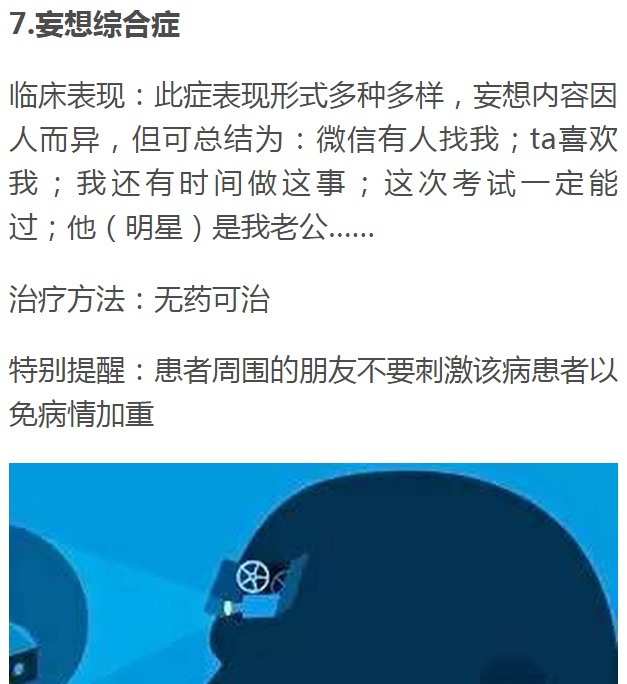 7.妄想综合症
临床表现：此症表现形式多种多样，妄想内容因
人而异，但可总结为：微信有人找我；ta喜欢
我；我还有时间做这事；这次考试一定能
过；他（明星）是我老公……
治疗方法：无药可治
特别提醒：患者周围的朋友不要刺激该病患者以
免病情加重